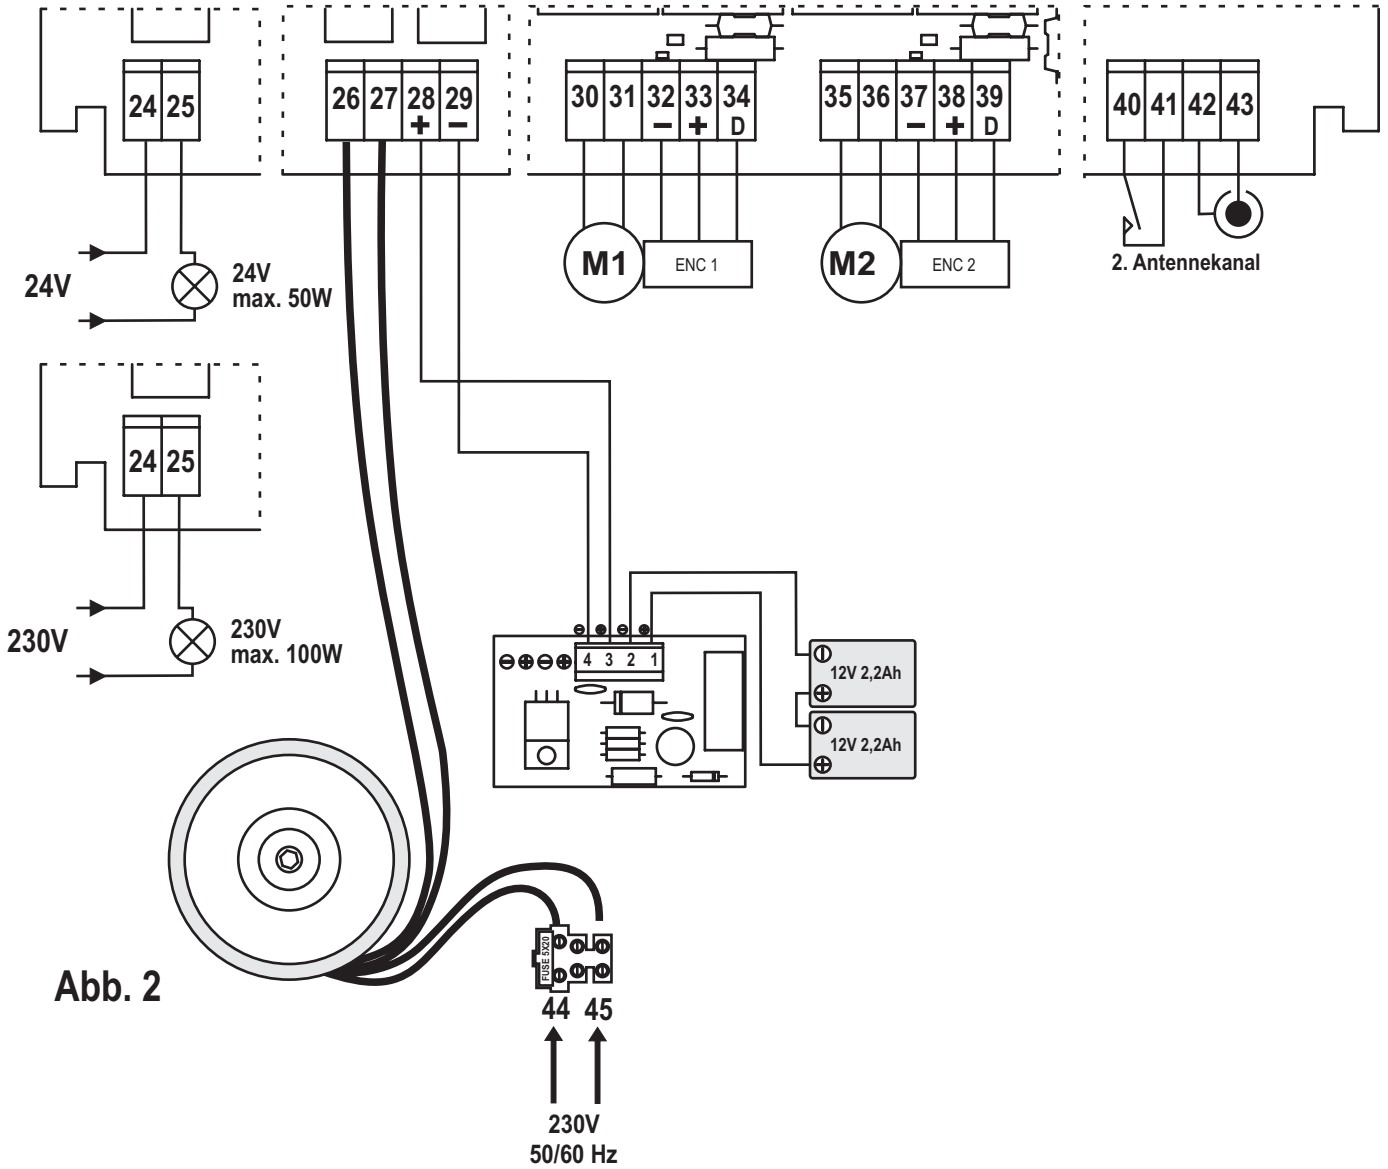 24 25
26 27 28 29
+ −
30 31 32 33 34
− + D
35 36 37 38 39
− + D
40 41 42 43
24V
24V
max. 50W
M1
ENC 1
M2
ENC 2
2. Antennekanal
24 25
230V
230V
max. 100W
4 3 2 1
12V 2,2Ah
12V 2,2Ah
Abb. 2
FUSE 5X20
44 45
230V
50/60 Hz